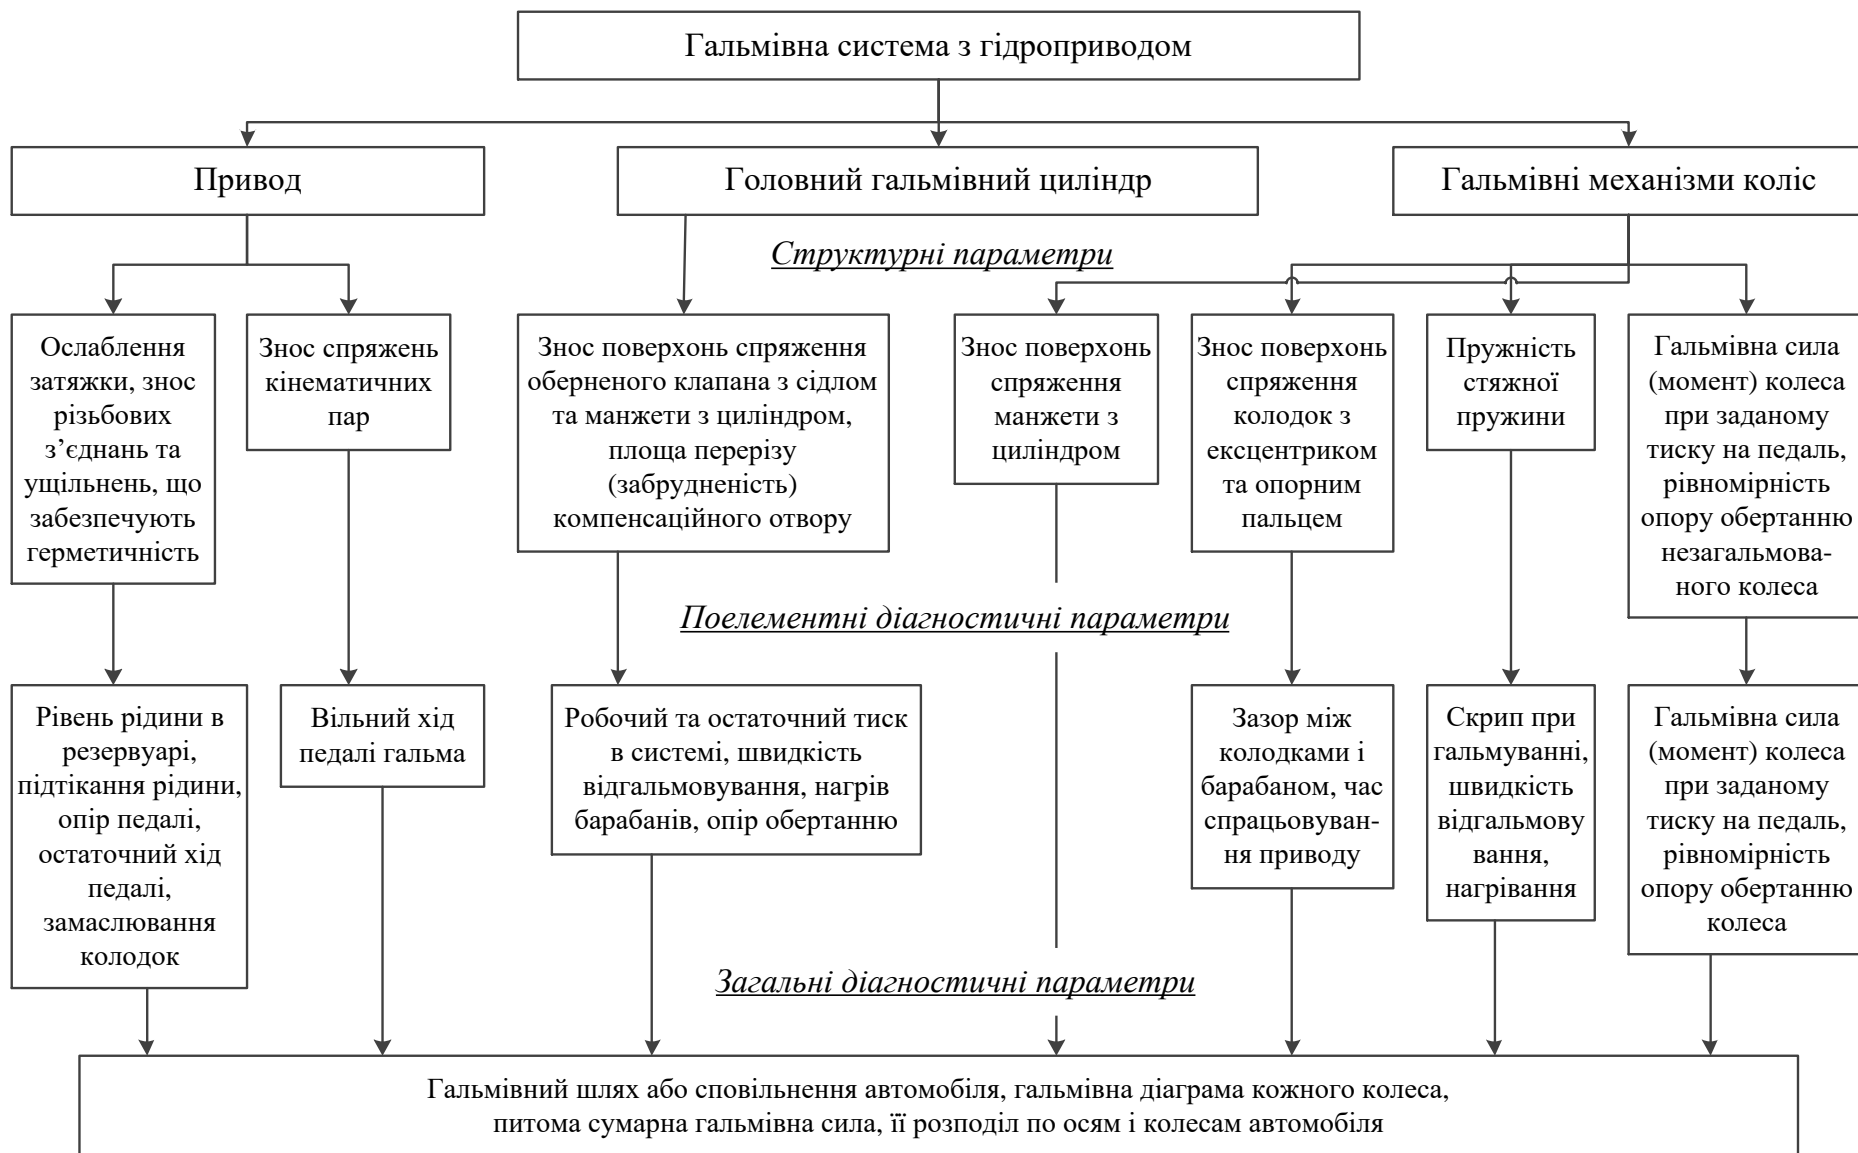 Гальмівна система з гідроприводом
Привод
Головний гальмівний циліндр
Гальмівні механізми коліс
Структурні параметри
Ослаблення
затяжки, знос
різьбових
з’єднань та
ущільнень, що
забезпечують
герметичність
Знос спряжень
кінематичних
пар
Знос поверхонь спряження
оберненого клапана з сідлом
та манжети з циліндром,
площа перерізу
(забрудненість)
компенсаційного отвору
Знос поверхонь
спряження
манжети з
циліндром
Знос поверхонь
спряження
колодок з
ексцентриком
та опорним
пальцем
Пружність
стяжної
пружини
Гальмівна сила
(момент) колеса
при заданому
тиску на педаль,
рівномірність
опору обертанню
незагальмова-
ного колеса
Поелементні діагностичні параметри
Рівень рідини в
резервуарі,
підтікання рідини,
опір педалі,
остаточний хід
педалі,
замаслювання
колодок
Вільний хід
педалі гальма
Робочий та остаточний тиск
в системі, швидкість
відгальмовування, нагрів
барабанів, опір обертанню
Зазор між
колодками і
барабаном, час
спрацьовуван-
ня приводу
Скрип при
гальмуванні,
швидкість
відгальмову
вання,
нагрівання
Гальмівна сила
(момент) колеса
при заданому
тиску на педаль,
рівномірність
опору обертанню
колеса
Загальні діагностичні параметри
Гальмівний шлях або сповільнення автомобіля, гальмівна діаграма кожного колеса,
питома сумарна гальмівна сила, її розподіл по осям і колесам автомобіля